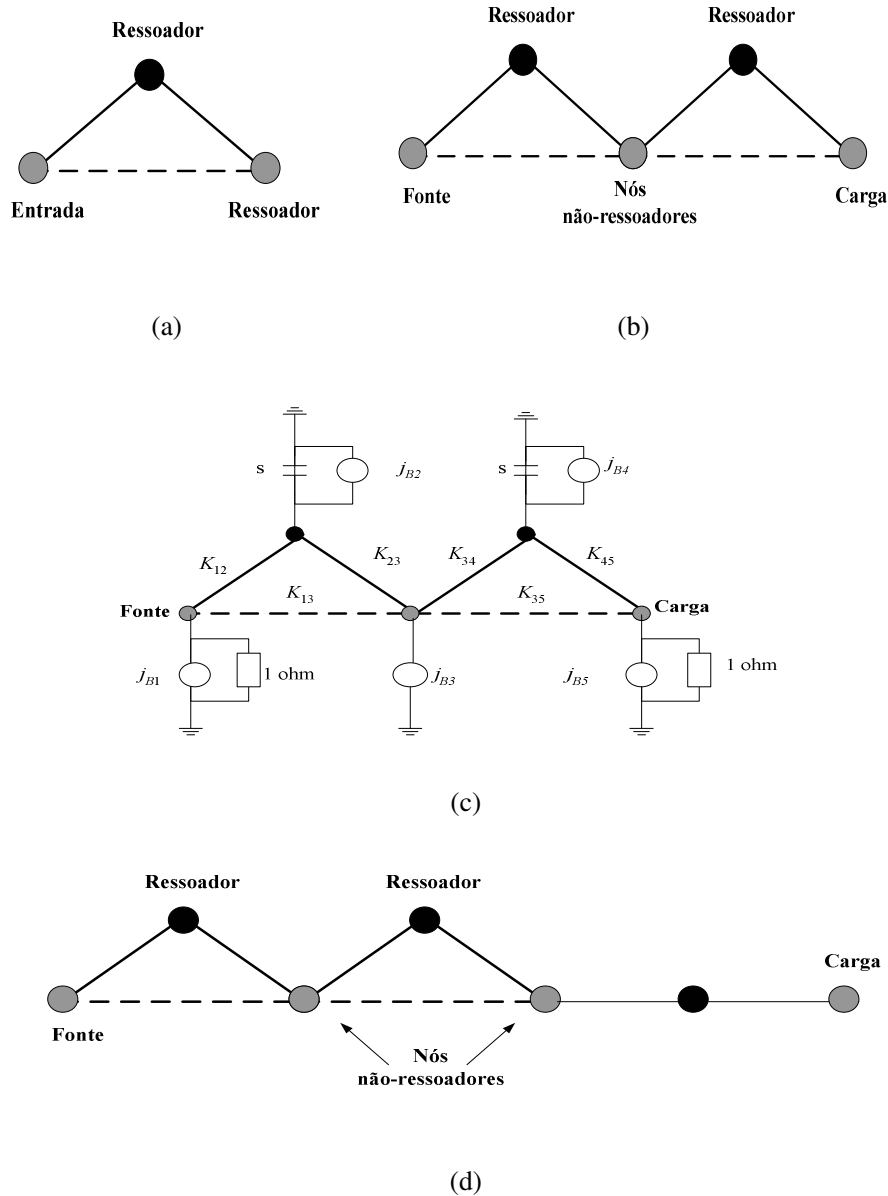 Ressoador
Entrada
Ressoador
(a)
Ressoador
Ressoador
Fonte
Nós
não-ressoadores
Carga
(b)
s
jB2
s
jB4
K12
K23
K34
K45
K13
K35
Fonte
Carga
jB1
1 ohm
jB3
jB5
1 ohm
(c)
Ressoador
Ressoador
Carga
Fonte
Nós
não-ressoadores
(d)